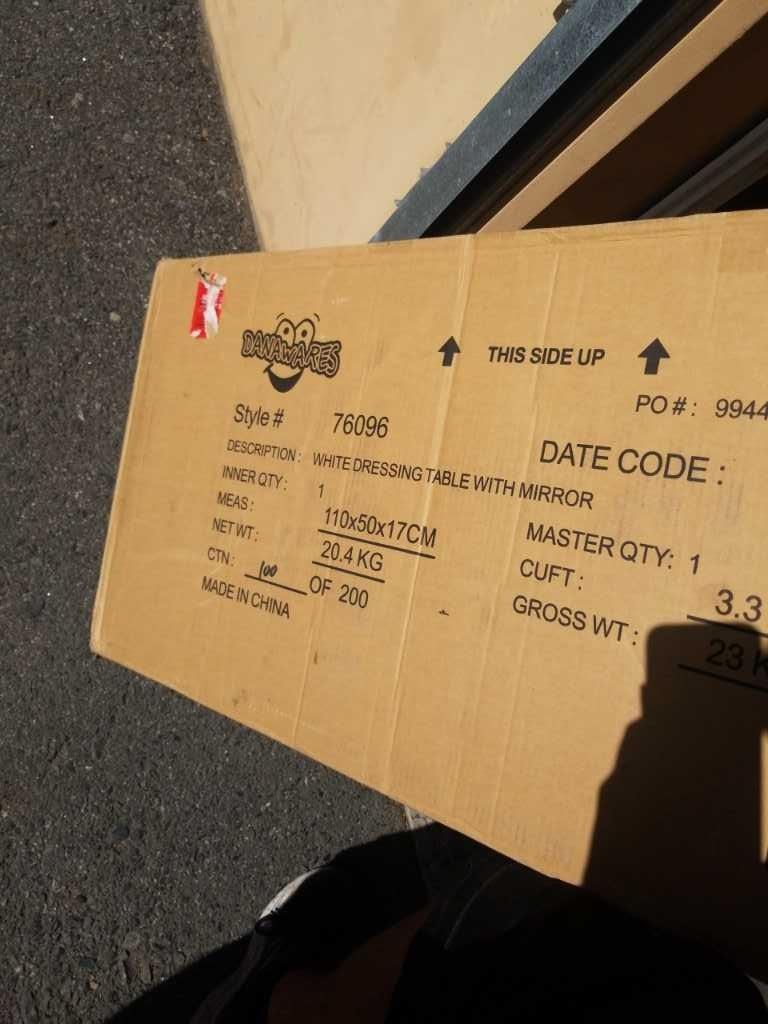 DANAWARES
THIS SIDE UP
PO # : 9944
Style # 76096
DATE CODE :
DESCRIPTION : WHITE DRESSING TABLE WITH MIRROR
INNER QTY : 1
MASTER QTY: 1
MEAS : 110x50x17CM
CUFT : 3.3
NET WT : 20.4 KG
GROSS WT : 23 K
CTN : 100 OF 200
MADE IN CHINA